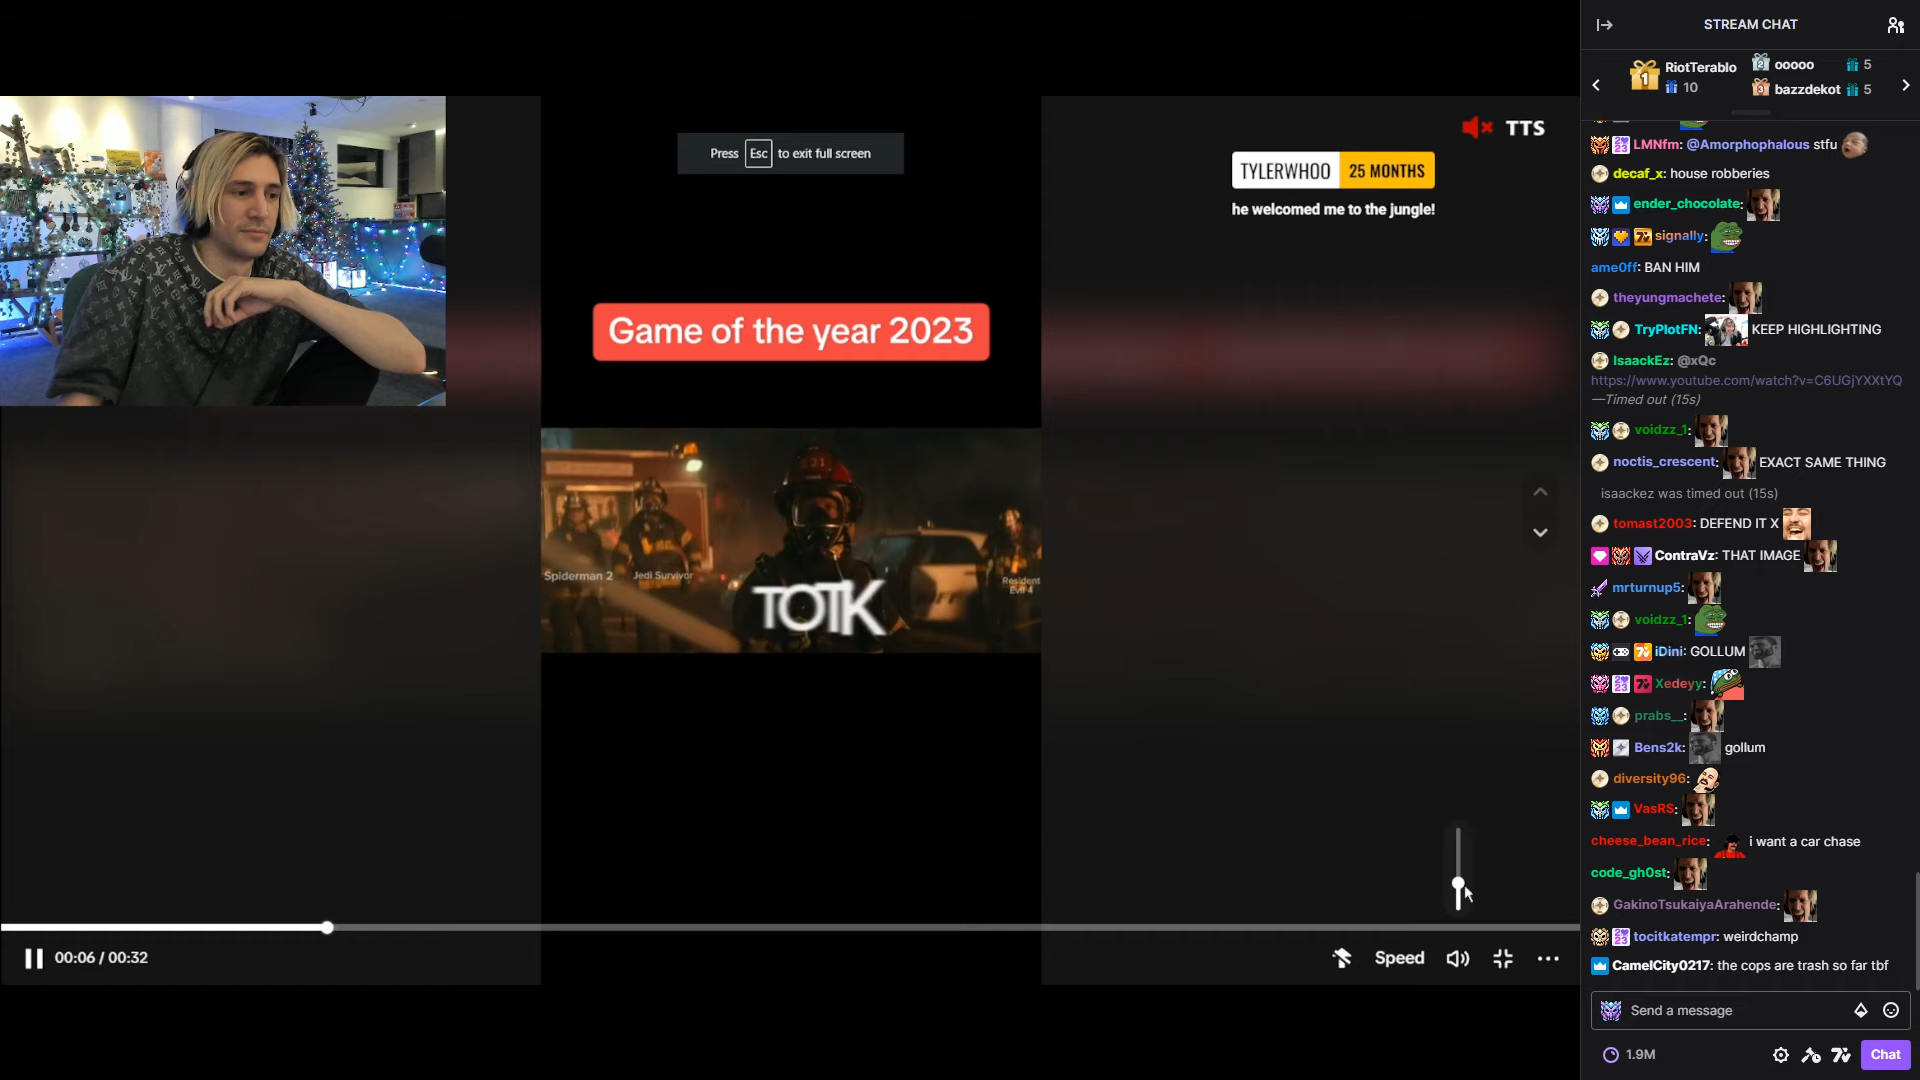 Press Esc to exit full screen
TTS
TYLERWHOO 25 MONTHS
he welcomed me to the jungle!
Game of the year 2023
Spiderman 2
Jedi Survivor
TOTK
Resident
Evil 4
00:06 / 00:32
Speed
STREAM CHAT
1 RiotTerablo
10
2 ooooo 5
3 bazzdekot 5
LMNfm: @Amorphophalous stfu
decaf_x: house robberies
ender_chocolate:
signally:
ame0ff: BAN HIM
theyungmachete:
TryPlotFN: KEEP HIGHLIGHTING
IsaackEz: @xQc
https://www.youtube.com/watch?v=C6UGjYXXtYQ
—Timed out (15s)
voidzz_1:
noctis_crescent: EXACT SAME THING
isaackez was timed out (15s)
tomast2003: DEFEND IT X
ContraVz: THAT IMAGE
mrturnup5:
voidzz_1:
iDini: GOLLUM
Xedeyy:
prabs__:
Bens2k: gollum
diversity96:
VasRS:
cheese_bean_rice: i want a car chase
code_gh0st:
GakinoTsukaiyaArahende:
tocitkatempr: weirdchamp
CamelCity0217: the cops are trash so far tbf
Send a message
1.9M
Chat